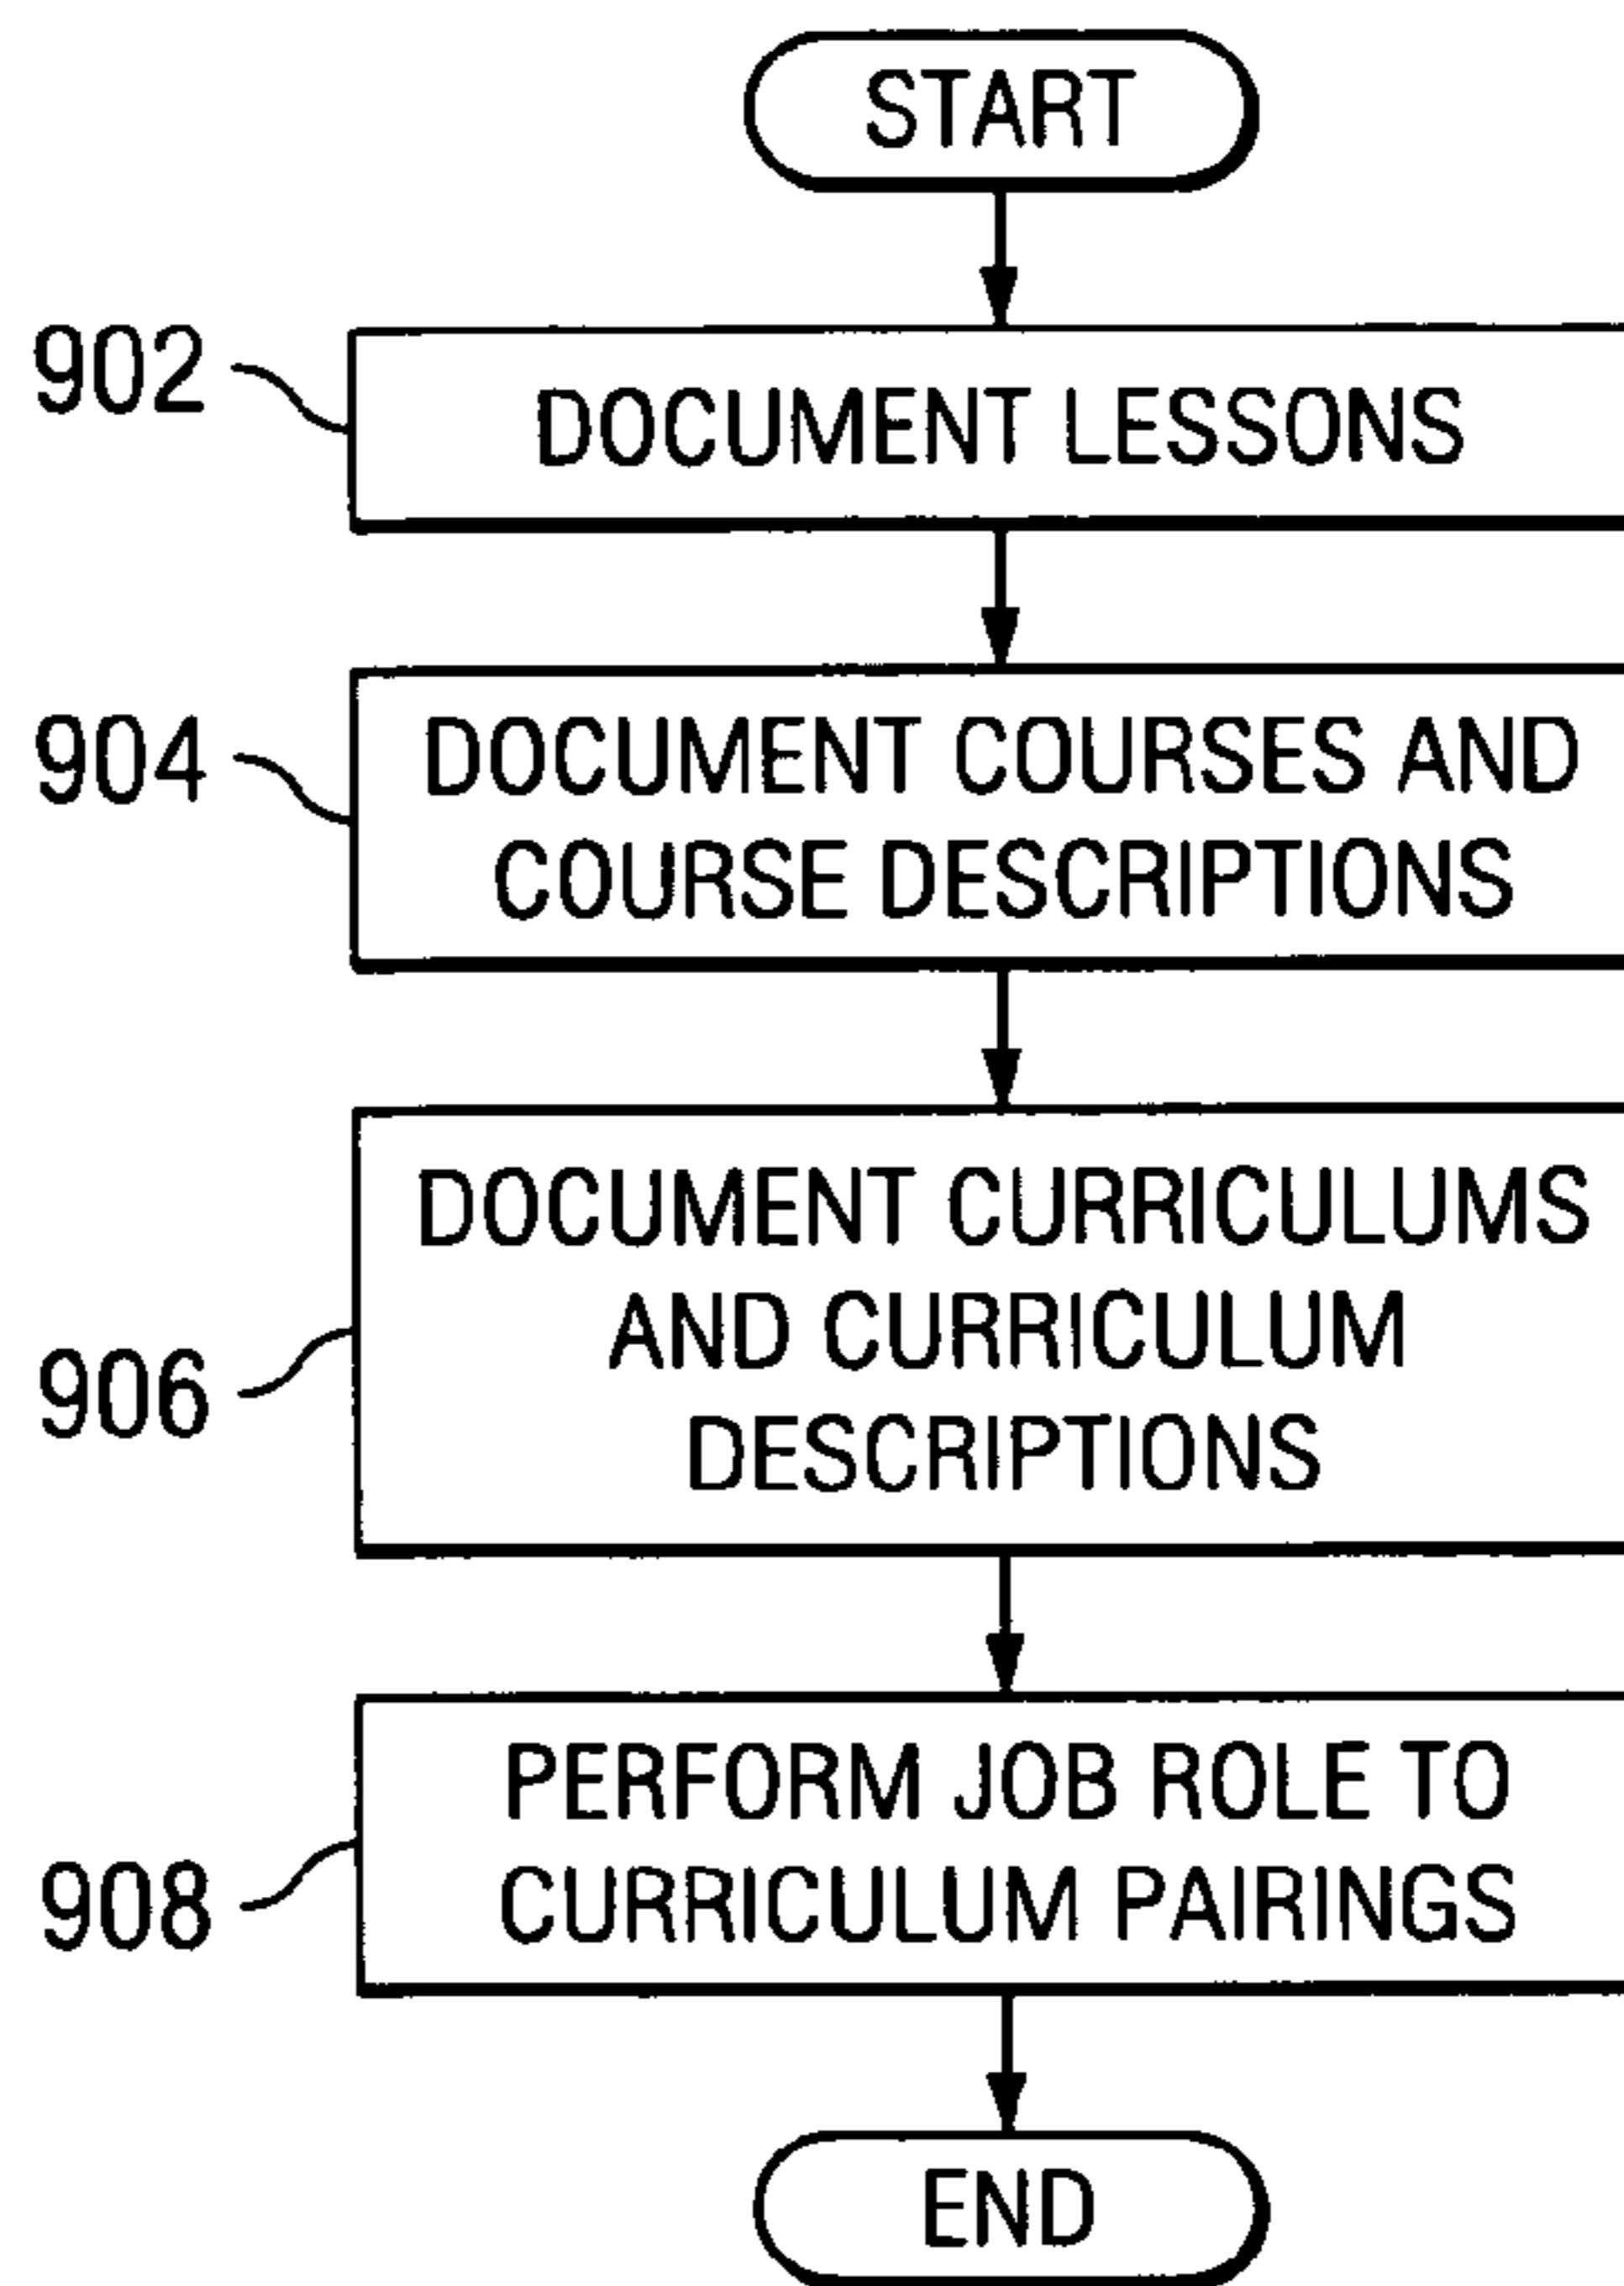 START
902
DOCUMENT LESSONS
904
DOCUMENT COURSES AND
COURSE DESCRIPTIONS
906
DOCUMENT CURRICULUMS
AND CURRICULUM
DESCRIPTIONS
908
PERFORM JOB ROLE TO
CURRICULUM PAIRINGS
END